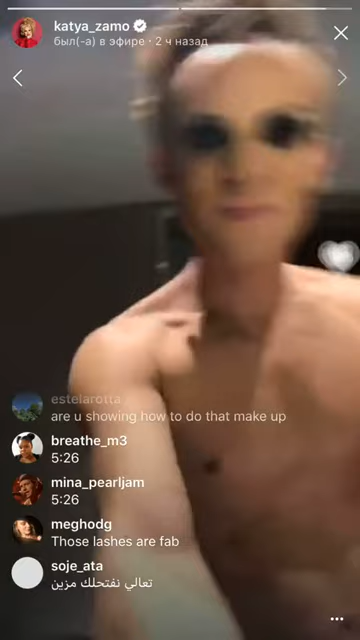 katya_zamo
был(-а) в эфире • 2 ч назад
estelarotta
are u showing how to do that make up
breathe_m3
5:26
mina_pearljam
5:26
meghodg
Those lashes are fab
soje_ata
تعالي نفتحلك مزين